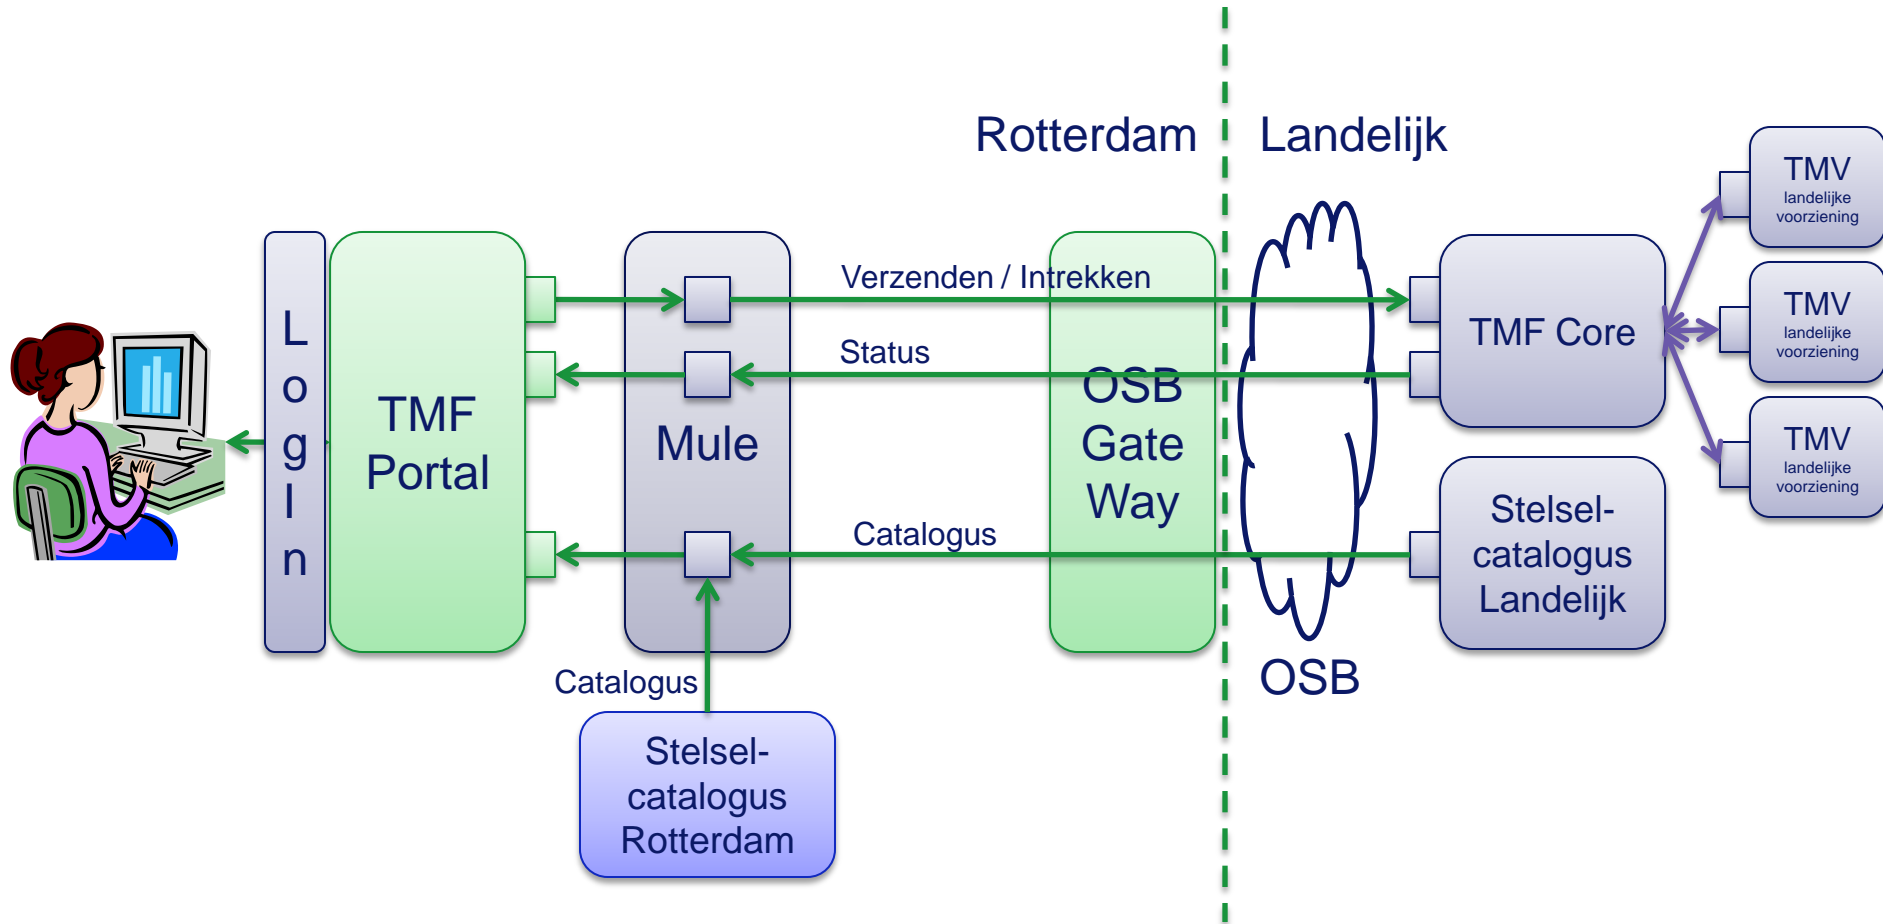 Rotterdam
Landelijk
LogIn
TMF
Portal
Mule
Verzenden / Intrekken
Status
Catalogus
OSB
Gate
Way
OSB
TMF Core
Stelsel-
catalogus
Landelijk
TMV
landelijke
voorziening
TMV
landelijke
voorziening
TMV
landelijke
voorziening
Catalogus
Stelsel-
catalogus
Rotterdam